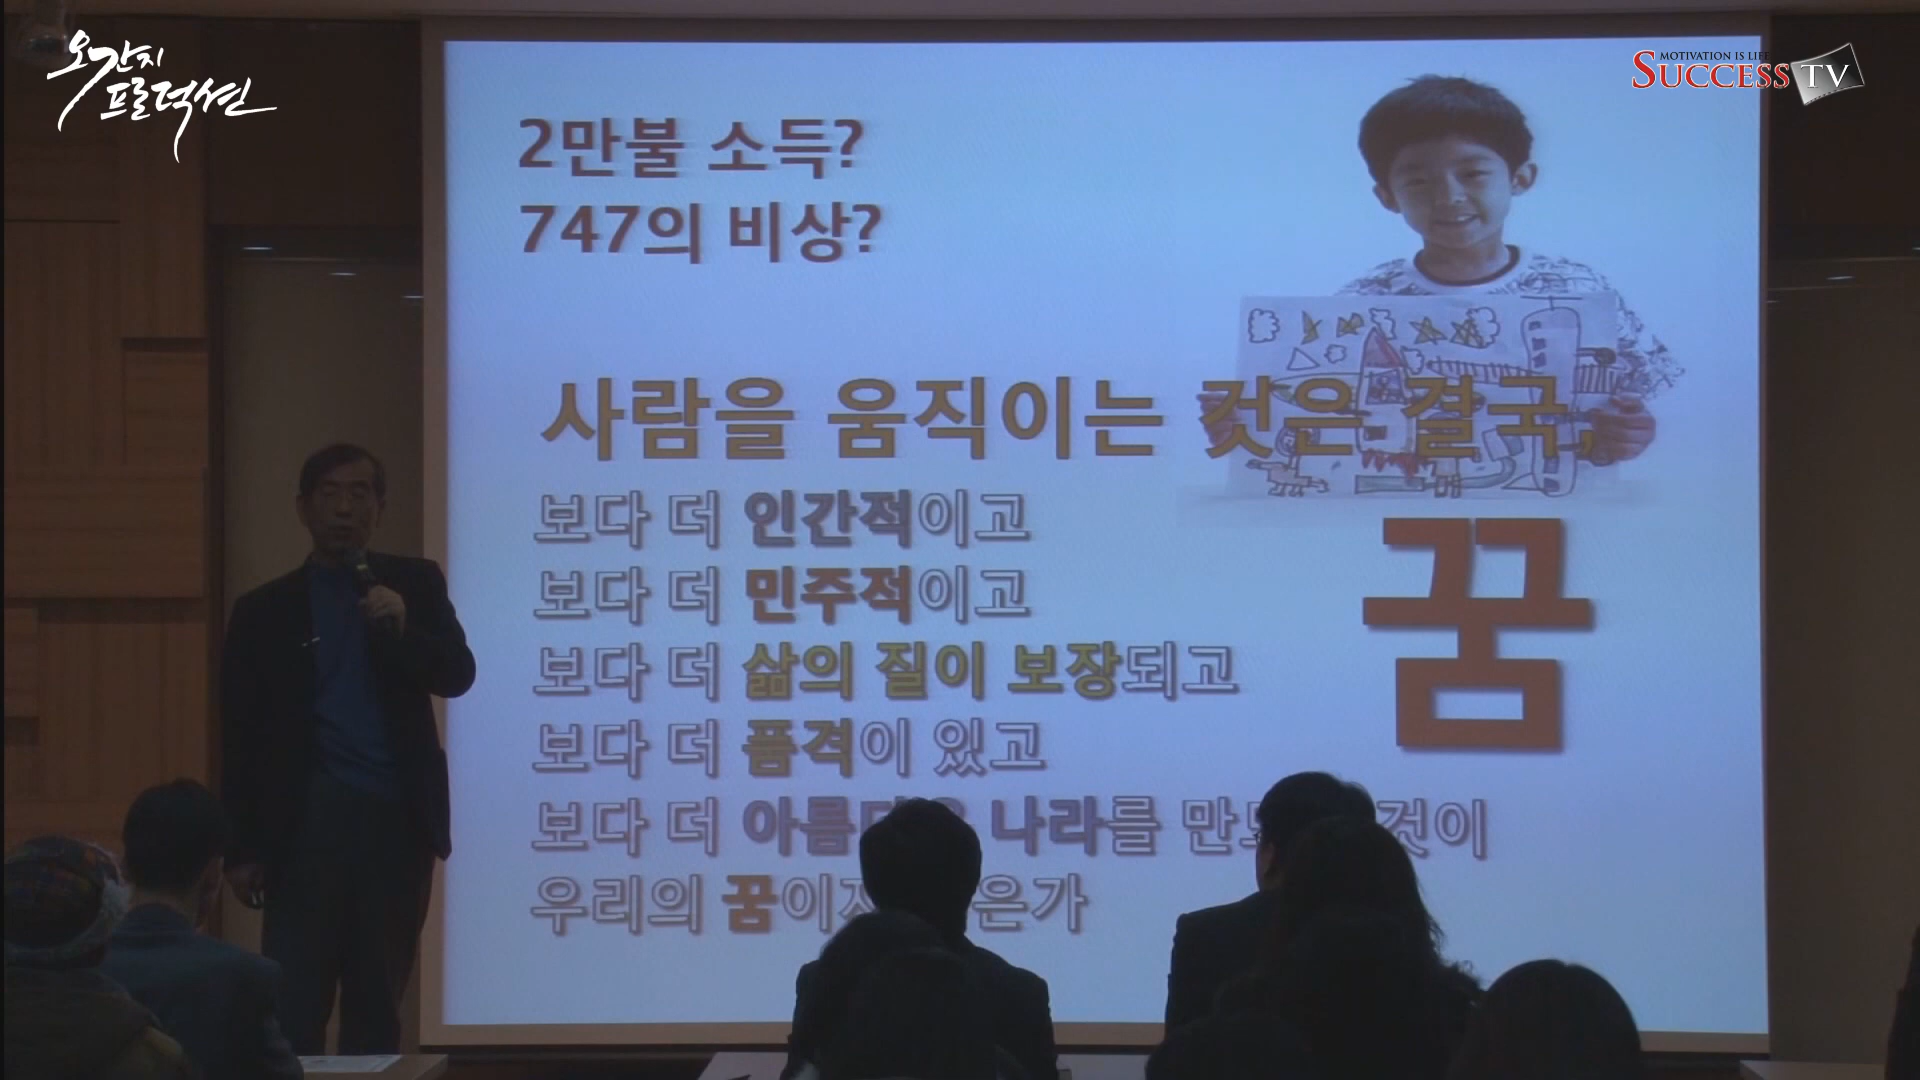 오간지
프로덕션
MOTIVATION IS LIFE
SUCCESS TV
2만불 소득?
747의 비상?
사람을 움직이는 것은 결국,
보다 더 인간적이고
보다 더 민주적이고
보다 더 삶의 질이 보장되고
보다 더 품격이 있고
보다 더 나라를 것이
우리의
꿈